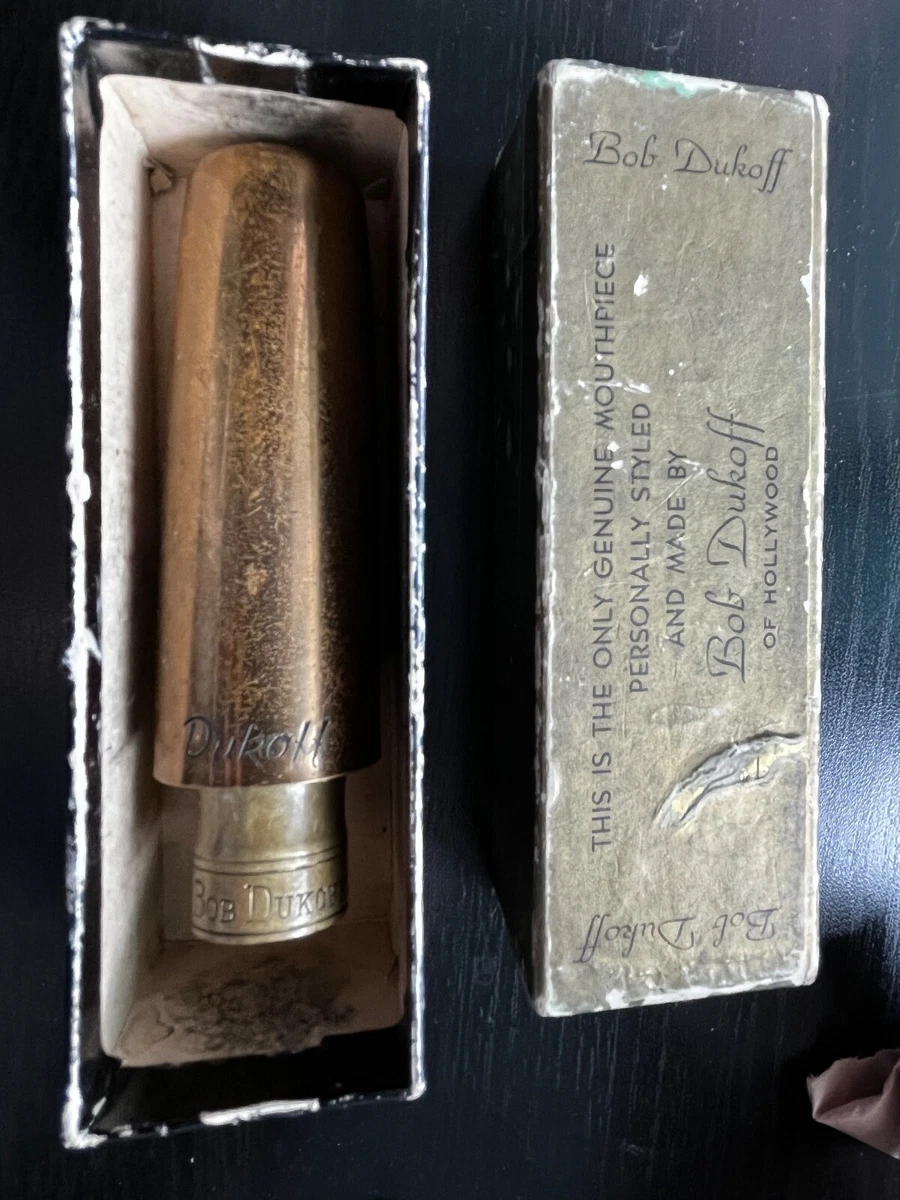 Dukoff
BOB DUKOFF
Bob Dukoff
THIS IS THE ONLY GENUINE MOUTHPIECE
PERSONALLY STYLED
AND MADE BY
Bob Dukoff
OF HOLLYWOOD
Bob Dukoff